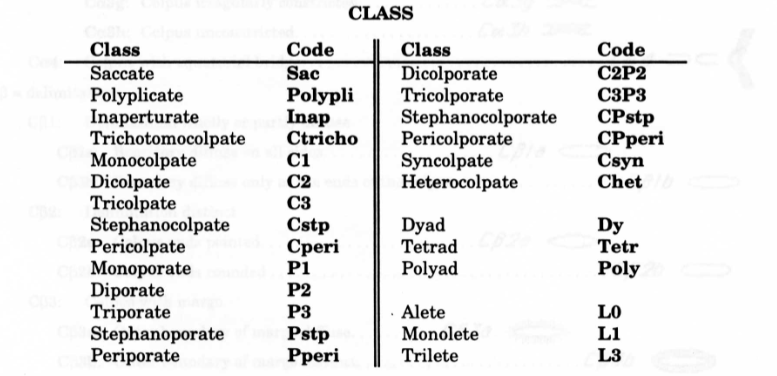 CLASS
Class Code
Saccate Sac
Polyplicate Polypli
Inaperturate Inap
Trichotomocolpate Ctricho
Monocolpate C1
Dicolpate C2
Tricolpate C3
Stephanocolpate Cstp
Pericolpate Cperi
Monoporate P1
Diporate P2
Triporate P3
Stephanoporate Pstp
Periporate Pperi
Class Code
Dicolporate C2P2
Tricolporate C3P3
Stephanocolporate CPstp
Pericolporate CPperi
Syncolpate Csyn
Heterocolpate Chet
Dyad Dy
Tetrad Tetr
Polyad Poly
Alete L0
Monolete L1
Trilete L3